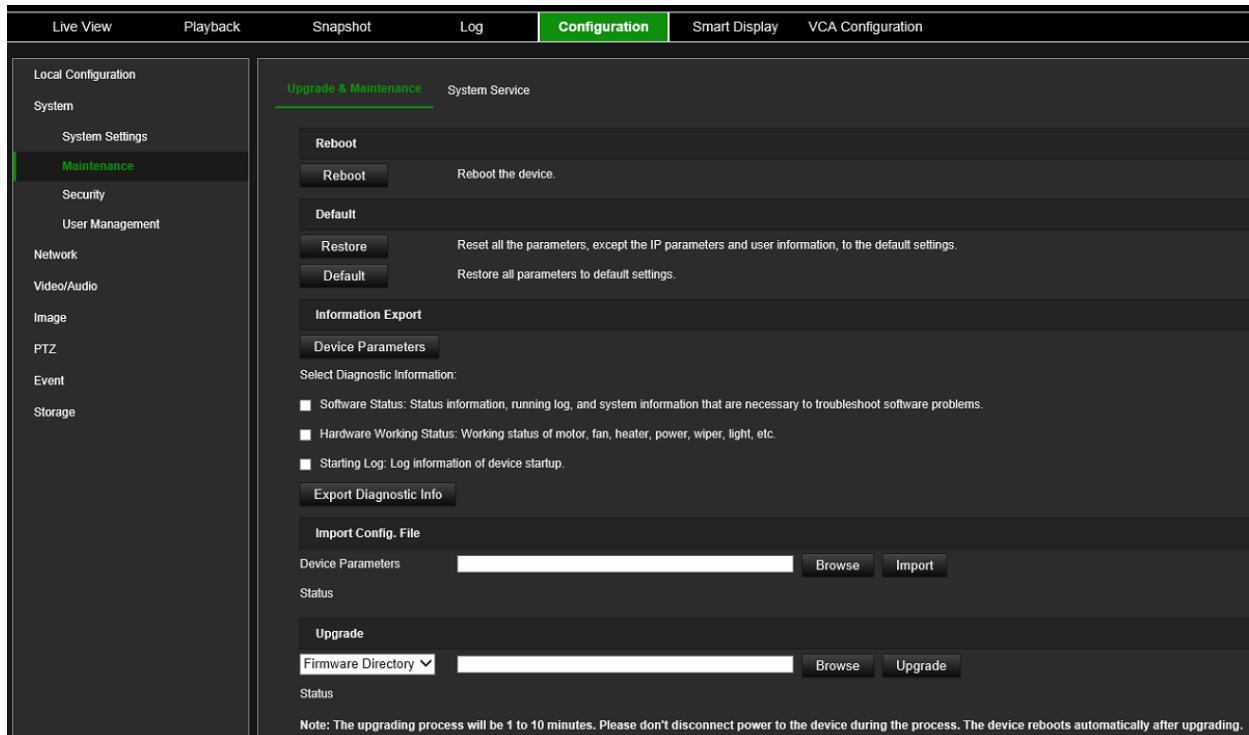 Live View Playback Snapshot Log Configuration Smart Display VCA Configuration
Local Configuration
System
System Settings
Maintenance
Security
User Management
Network
Video/Audio
Image
PTZ
Event
Storage
Upgrade & Maintenance System Service
Reboot
Reboot Reboot the device.
Default
Restore Reset all the parameters, except the IP parameters and user information, to the default settings.
Default Restore all parameters to default settings.
Information Export
Device Parameters
Select Diagnostic Information:
Software Status: Status information, running log, and system information that are necessary to troubleshoot software problems.
Hardware Working Status: Working status of motor, fan, heater, power, wiper, light, etc.
Starting Log: Log information of device startup.
Export Diagnostic Info
Import Config. File
Device Parameters Browse Import
Status
Upgrade
Firmware Directory Browse Upgrade
Status
Note: The upgrading process will be 1 to 10 minutes. Please don't disconnect power to the device during the process. The device reboots automatically after upgrading.